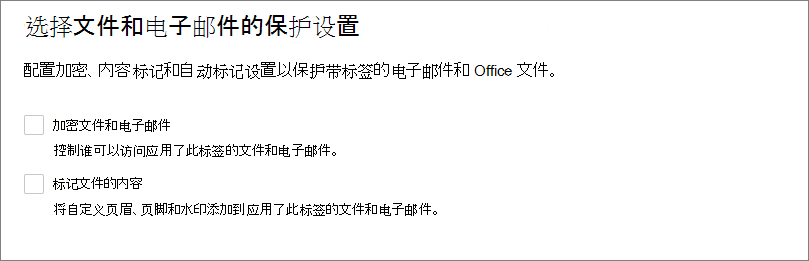 选择文件和电子邮件的保护设置
配置加密、内容标记和自动标记设置以保护带标签的电子邮件和 Office 文件。
加密文件和电子邮件
控制谁可以访问应用了此标签的文件和电子邮件。
标记文件的内容
将自定义页眉、页脚和水印添加到应用了此标签的文件和电子邮件。